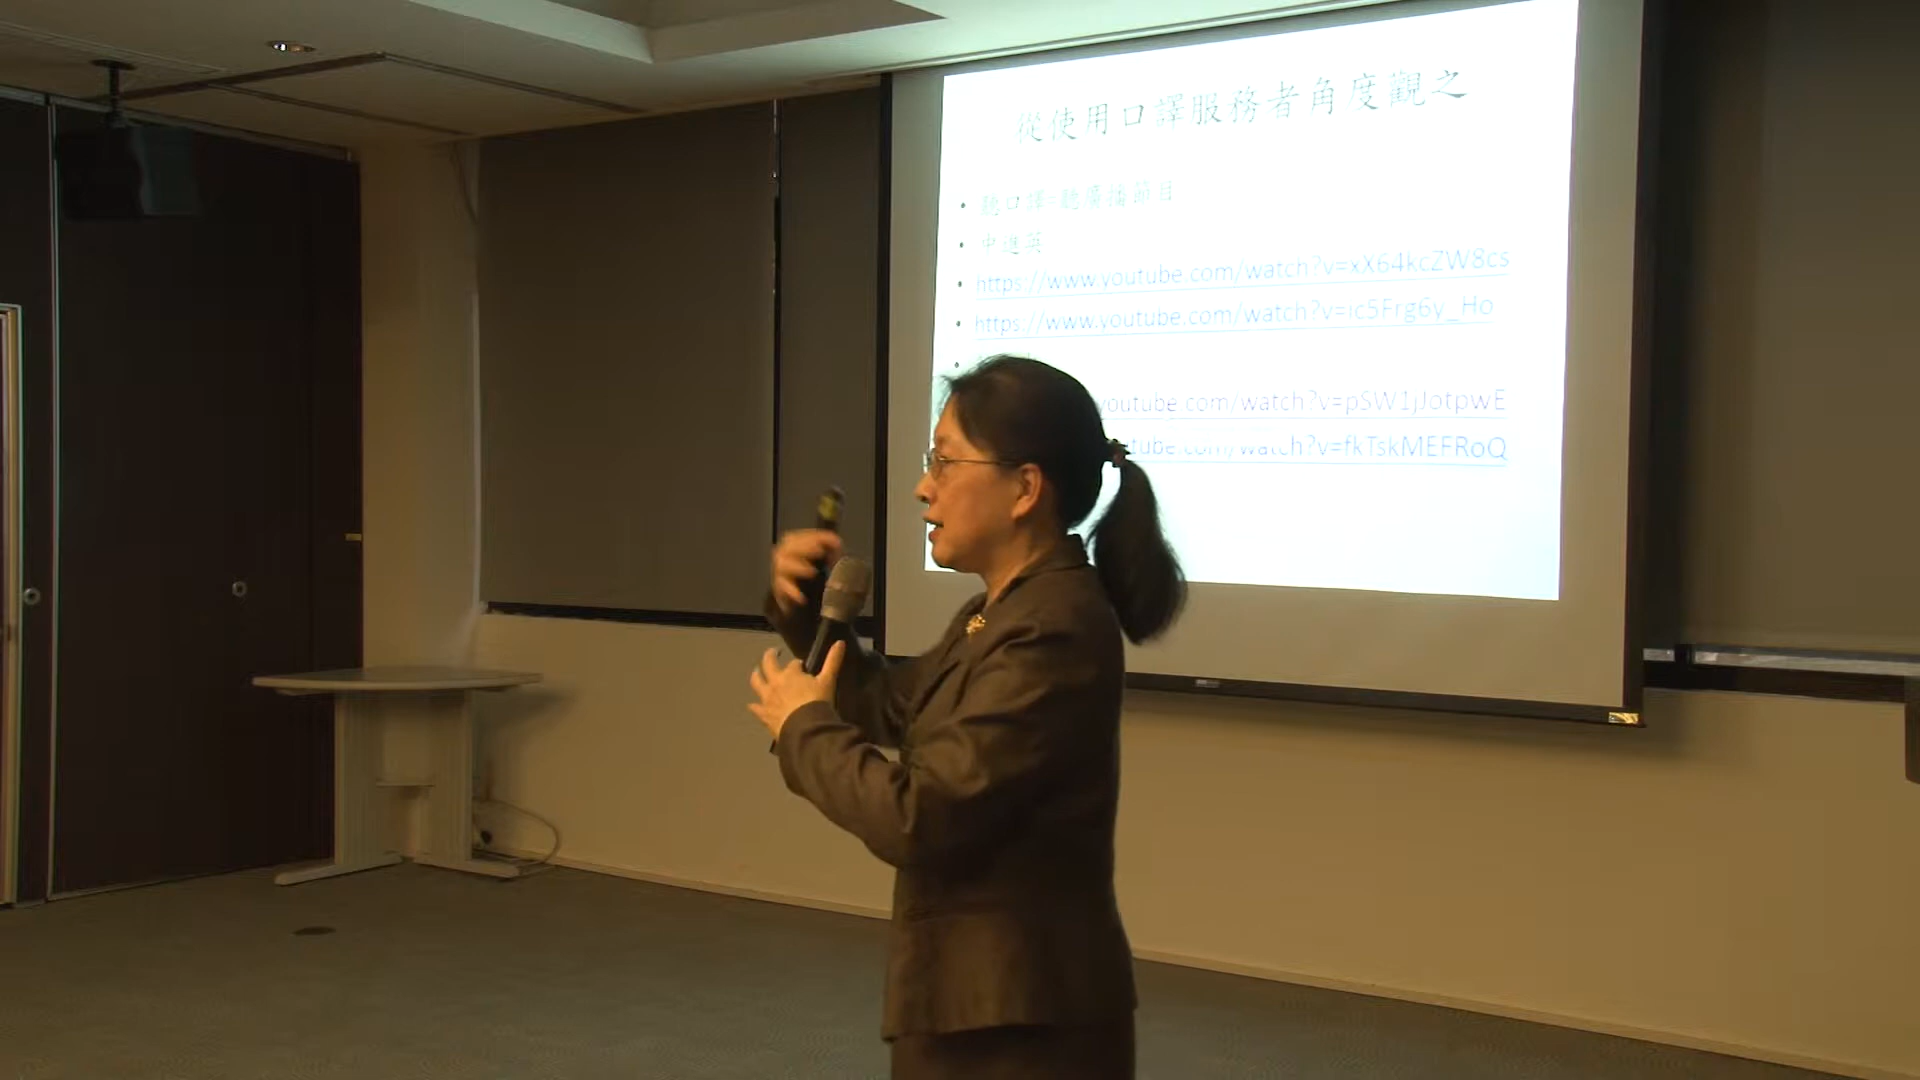 從使用口譯服務者角度觀之
聽口譯=聽廣播節目
中進英
https://www.youtube.com/watch?v=xX64kcZW8cs
https://www.youtube.com/watch?v=ic5Frg6y_Ho
youtube.com/watch?v=pSW1jJotpwE
tube.com/watch?v=fkTskMEFRoQ